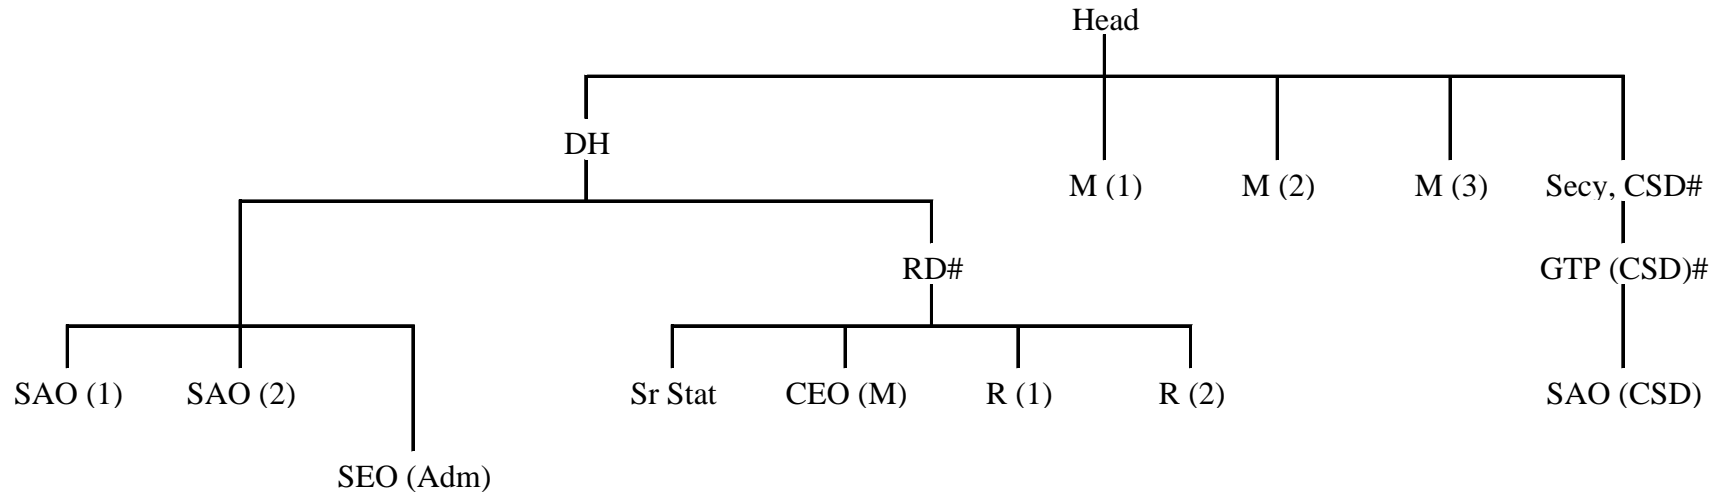 Head
DH
M (1) M (2) M (3) Secy, CSD#
RD# GTP (CSD)#
SAO (1) SAO (2) Sr Stat CEO (M) R (1) R (2) SAO (CSD)
SEO (Adm)